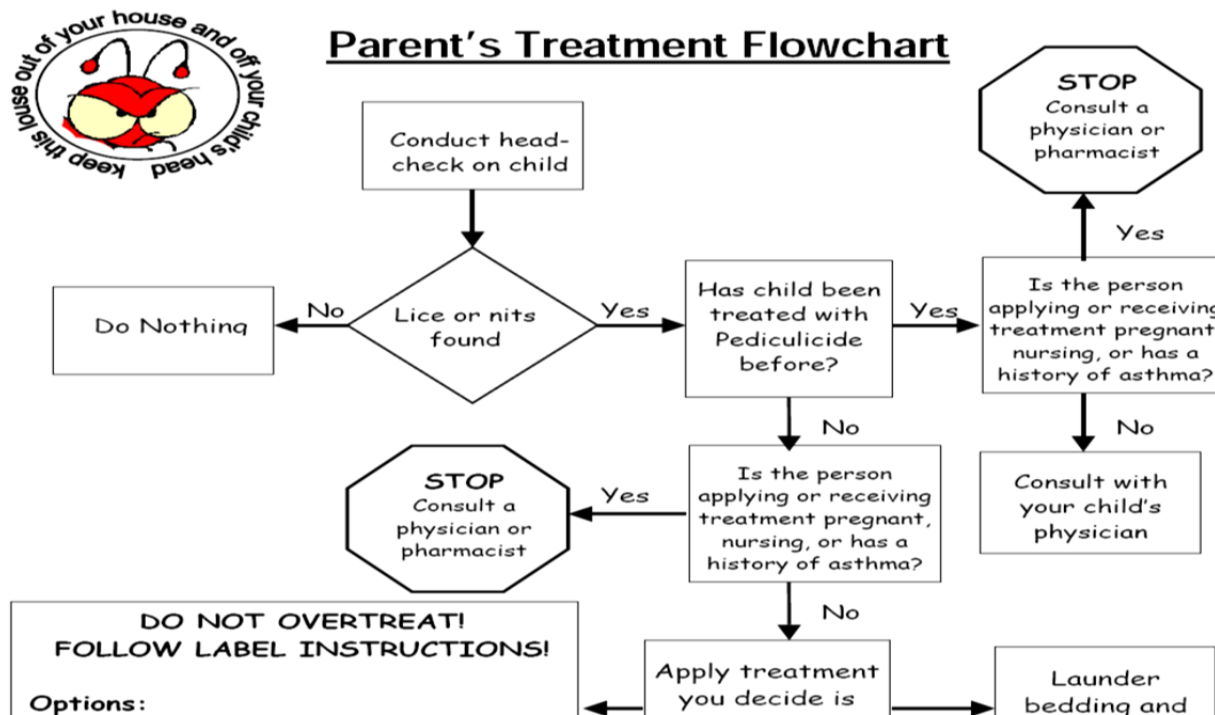 keep this louse out of your house and off your child's head
Parent's Treatment Flowchart
STOP
Consult a
physician or
pharmacist
Conduct head-
check on child
Yes
Do Nothing
No
Lice or nits
found
Yes
Has child been
treated with
Pediculicide
before?
Yes
Is the person
applying or receiving
treatment pregnant,
nursing, or has a
history of asthma?
No
No
STOP
Consult a
physician or
pharmacist
Yes
Is the person
applying or receiving
treatment pregnant,
nursing, or has a
history of asthma?
Consult with
your child's
physician
No
DO NOT OVERTREAT!
FOLLOW LABEL INSTRUCTIONS!
Options:
Apply treatment
you decide is
Launder
bedding and